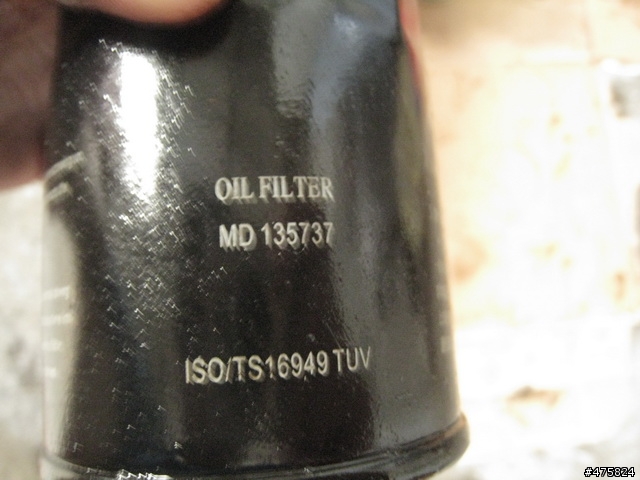 OIL FILTER
MD 135737
ISO/TS16949 TUV
#475824